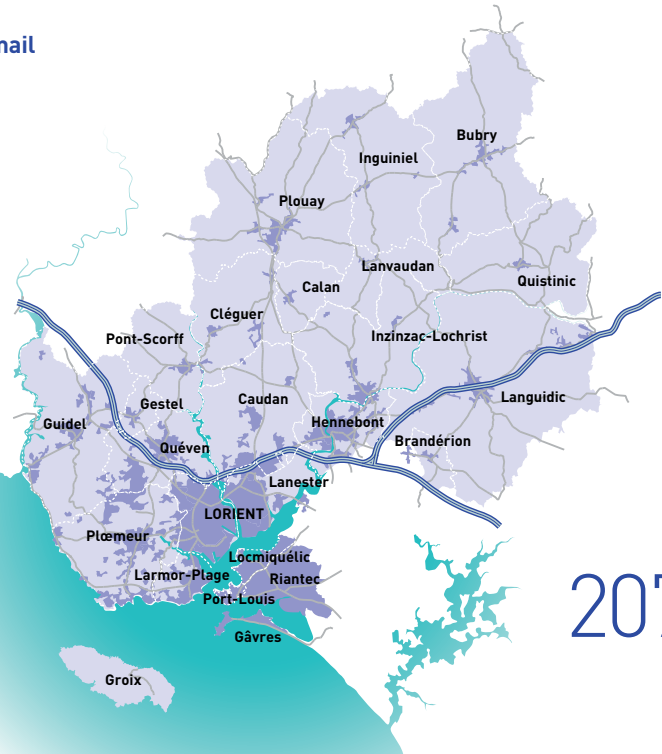 Bubry
Inguiniel
Plouay
Lanvaudan
Quistinic
Calan
Cléguer
Inzinzac-Lochrist
Pont-Scorff
Languidic
Caudan
Gestel
Hennebont
Guidel
Brandérion
Quéven
Lanester
LORIENT
Plœmeur
Locmiquélic
Larmor-Plage
Riantec
Port-Louis
Gâvres
Groix